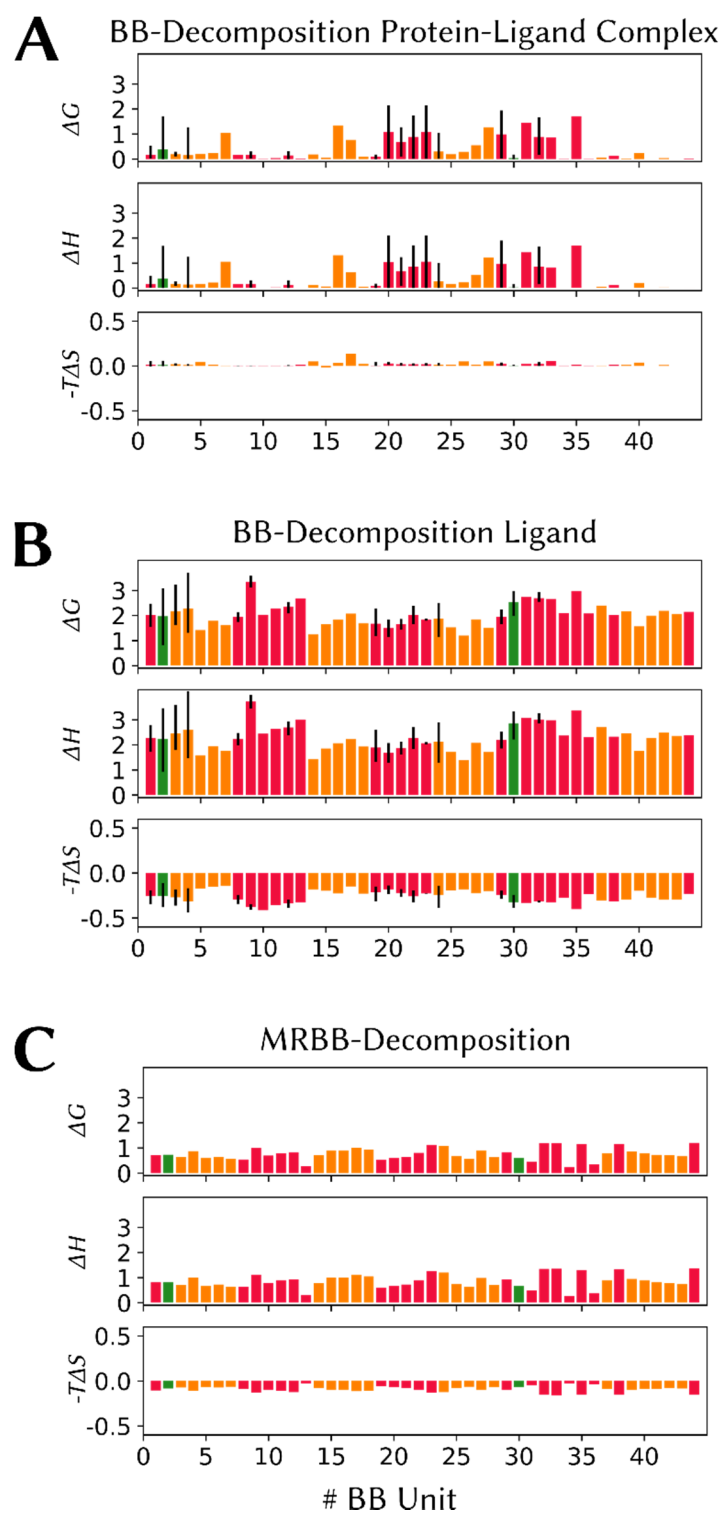 A
BB-Decomposition Protein-Ligand Complex
ΔG
3
2
1
0
ΔH
3
2
1
0
-TΔS
0.5
0.0
-0.5
0 5 10 15 20 25 30 35 40
B
BB-Decomposition Ligand
ΔG
3
2
1
0
ΔH
3
2
1
0
-TΔS
0.5
0.0
-0.5
0 5 10 15 20 25 30 35 40
C
MRBB-Decomposition
ΔG
3
2
1
0
ΔH
3
2
1
0
-TΔS
0.5
0.0
-0.5
0 5 10 15 20 25 30 35 40
# BB Unit